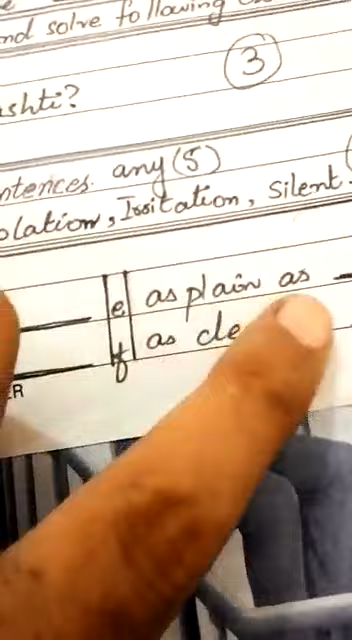 nd solve following
3
shti?
ntences. any (5)
olation, Irritation, Silent.
e as plain as
f as
R